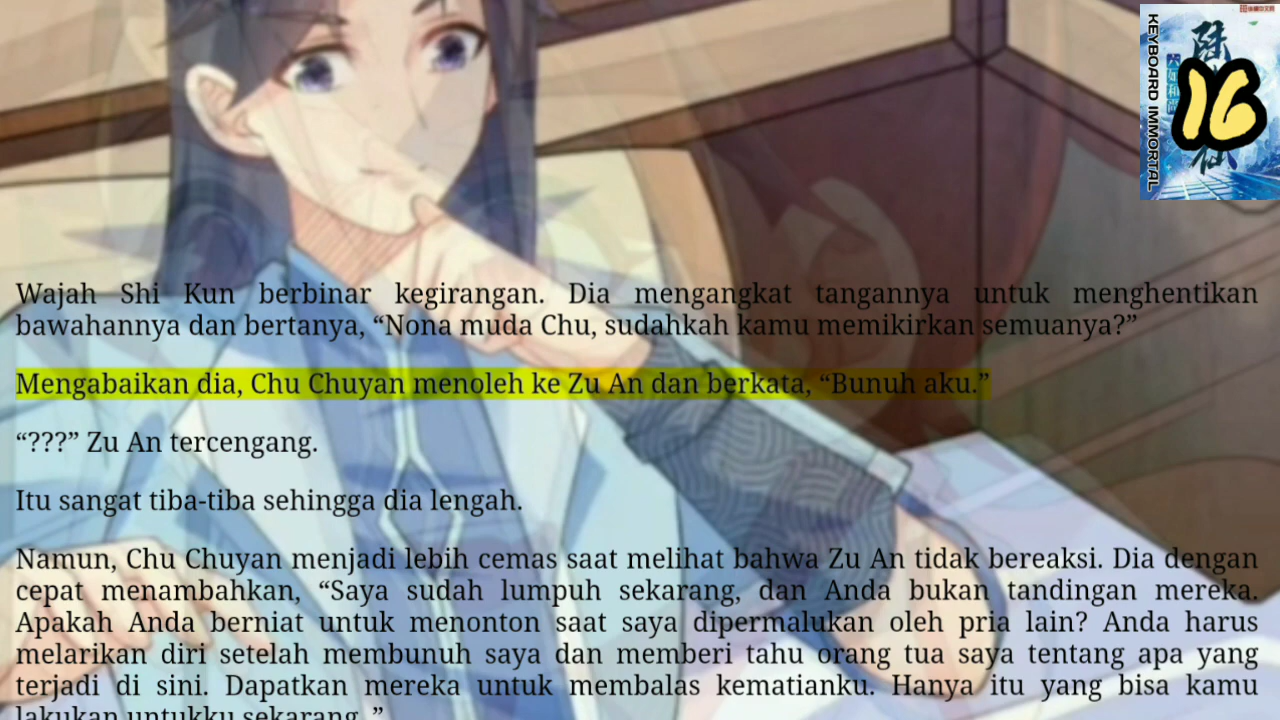 KEYBOARD IMMORTAL
16
Wajah Shi Kun berbinar kegirangan. Dia mengangkat tangannya untuk menghentikan
bawahannya dan bertanya, “Nona muda Chu, sudahkah kamu memikirkan semuanya?”
Mengabaikan dia, Chu Chuyan menoleh ke Zu An dan berkata, “Bunuh aku.”
“???” Zu An tercengang.
Itu sangat tiba-tiba sehingga dia lengah.
Namun, Chu Chuyan menjadi lebih cemas saat melihat bahwa Zu An tidak bereaksi. Dia dengan
cepat menambahkan, “Saya sudah lumpuh sekarang, dan Anda bukan tandingan mereka.
Apakah Anda berniat untuk menonton saat saya dipermalukan oleh pria lain? Anda harus
melarikan diri setelah membunuh saya dan memberi tahu orang tua saya tentang apa yang
terjadi di sini. Dapatkan mereka untuk membalas kematianku. Hanya itu yang bisa kamu
lakukan untukku sekarang. ”